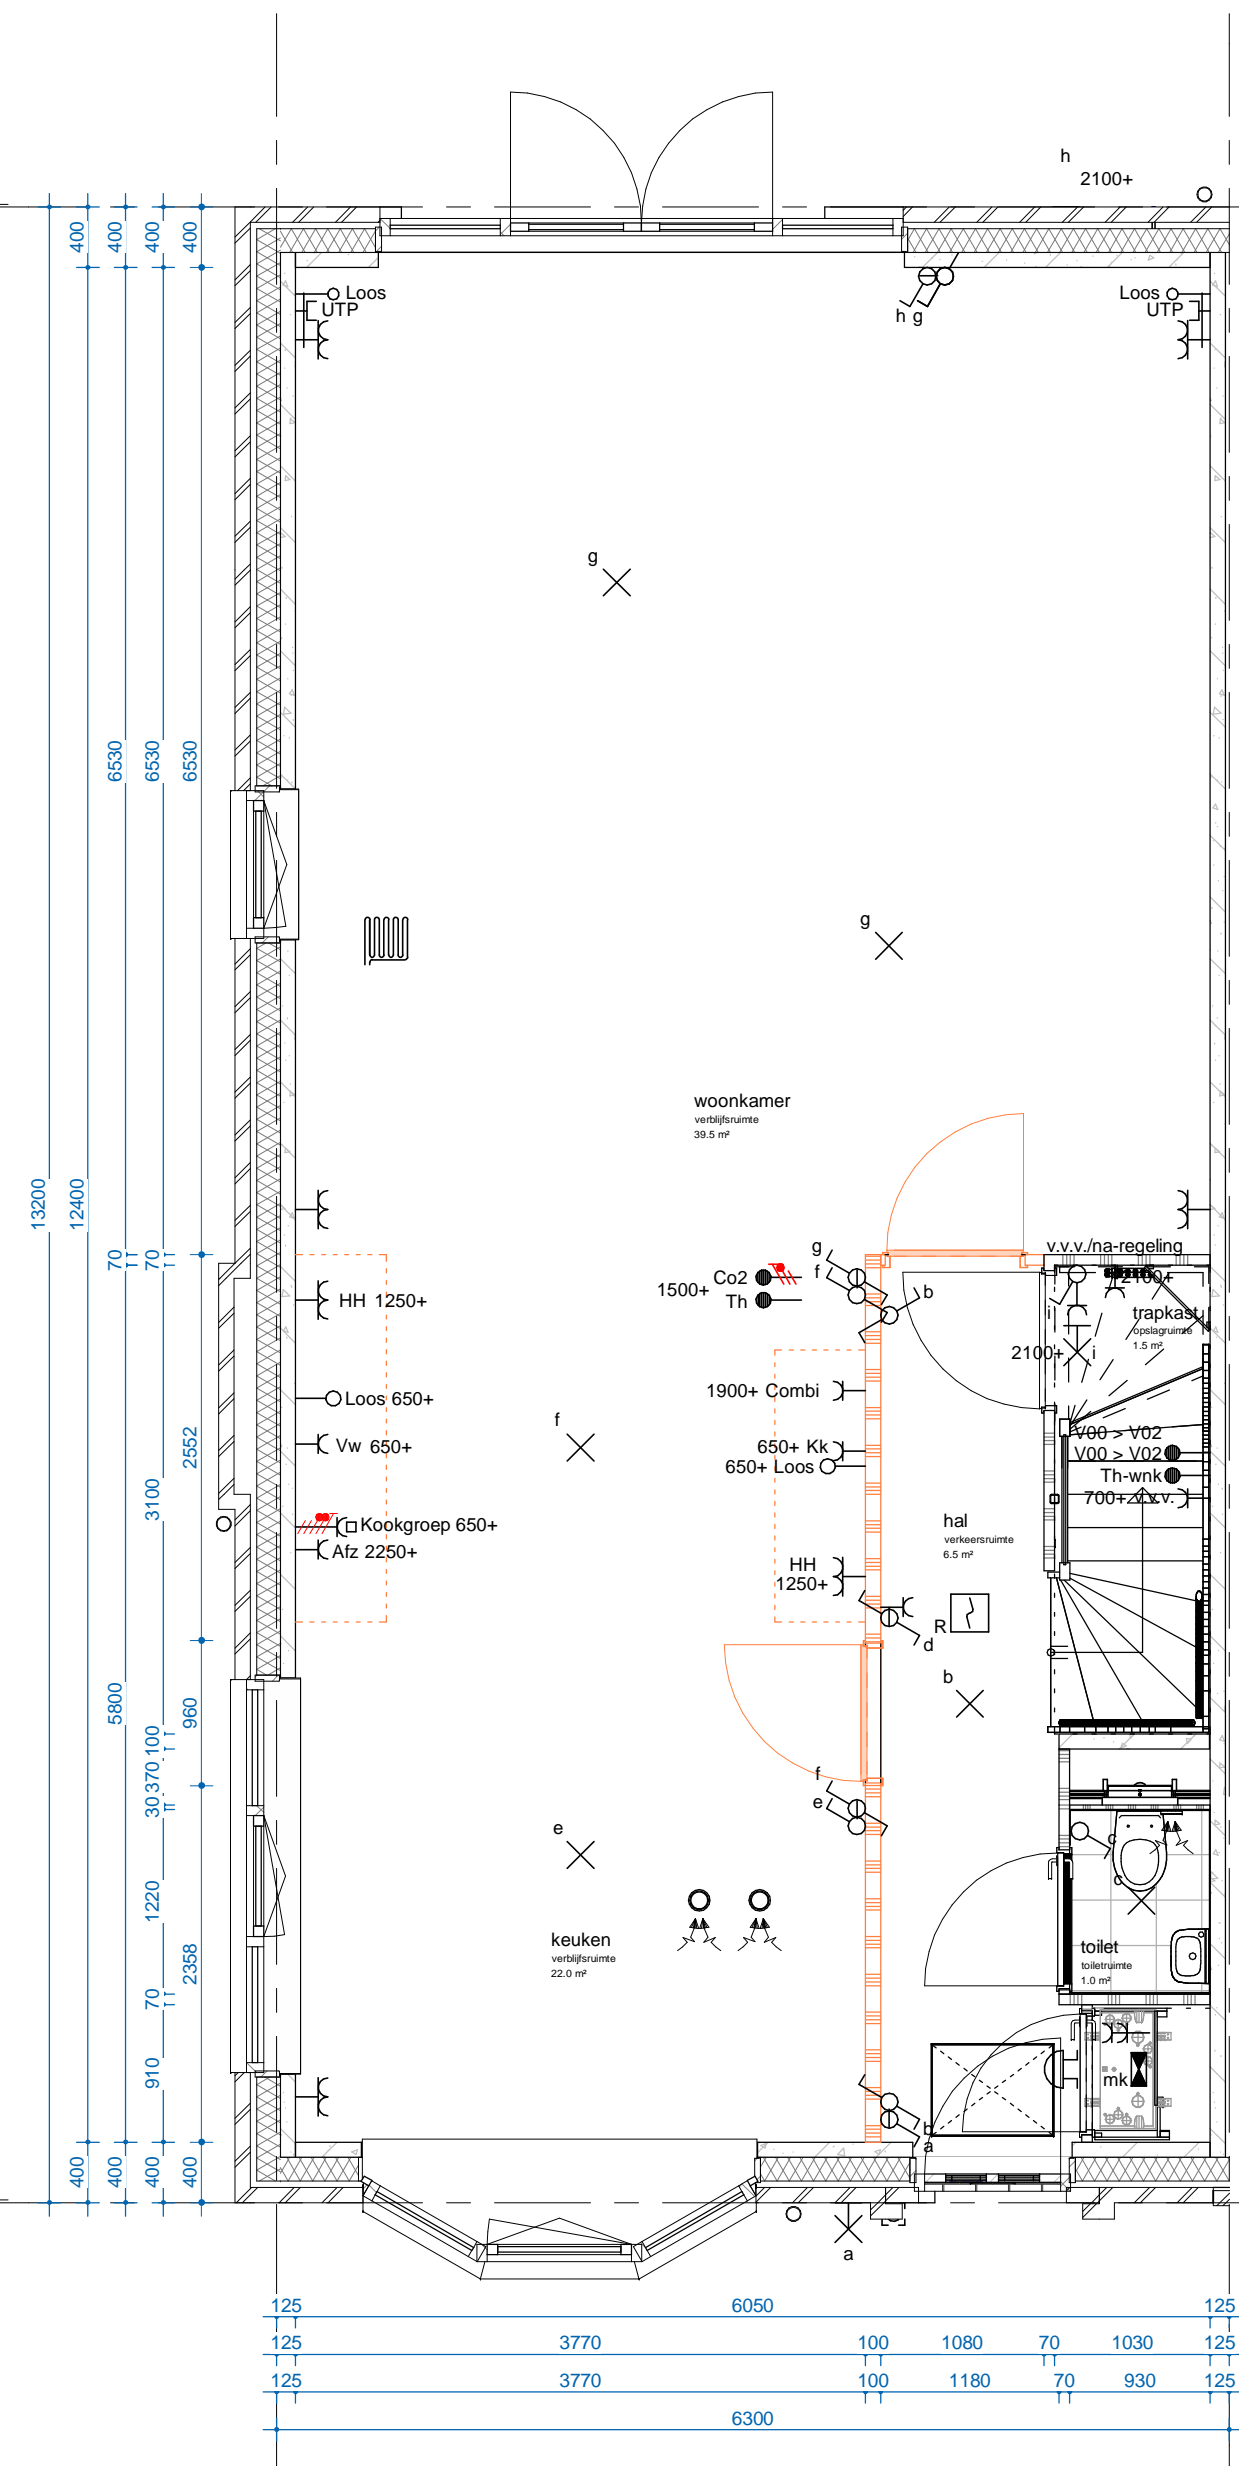 h
2100+
400
400
400
400
Loos
UTP
h g
Loos
UTP
g
6530
6530
6530
g
woonkamer
verblijfsruimte
39.5 m²
13200
12400
70
70
v.v.v./na-regeling
2100+
g
f
Co2
1500+
Th
b
HH 1250+
i
trapkast
opslagruimte
1.5 m²
2100+
i
1900+ Combi
Loos 650+
f
V00 > V02
Vw 650+
650+ Kk
V00 > V02
650+ Loos
Th-wnk
700+ v.v.v.
2552
3100
Kookgroep 650+
Afz 2250+
hal
verkeersruimte
6.5 m²
HH
1250+
R
d
b
5800
960
100
370
30
f
e
e
c
c
1220
2358
70
910
keuken
verblijfsruimte
22.0 m²
toilet
toiletruimte
1.0 m²
mk
b
a
400
400
400
400
a
125
6050
125
125
3770
100
1080
70
1030
125
125
3770
100
1180
70
930
125
6300